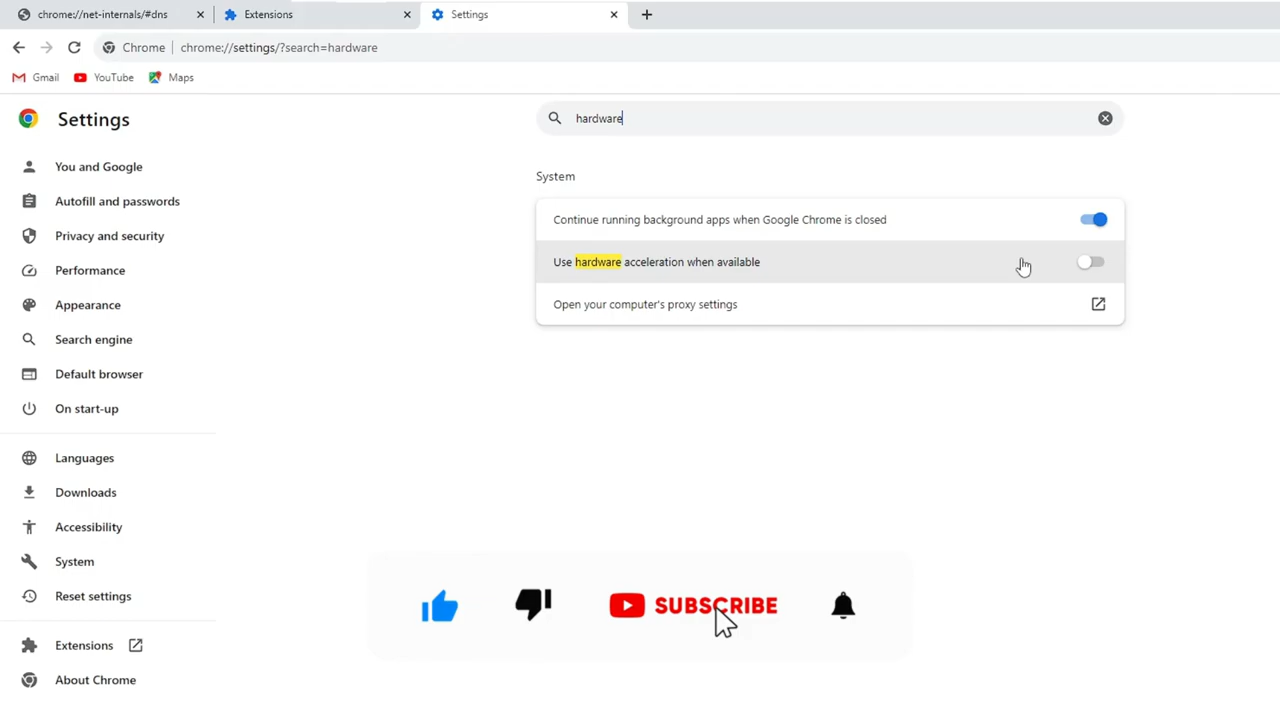 chrome://net-internals/#dns
Extensions
Settings
Chrome
chrome://settings/?search=hardware
Gmail
YouTube
Maps
Settings
hardware
You and Google
Autofill and passwords
Privacy and security
Performance
Appearance
Search engine
Default browser
On start-up
Languages
Downloads
Accessibility
System
Reset settings
Extensions
About Chrome
System
Continue running background apps when Google Chrome is closed
Use hardware acceleration when available
Open your computer's proxy settings
SUBSCRIBE